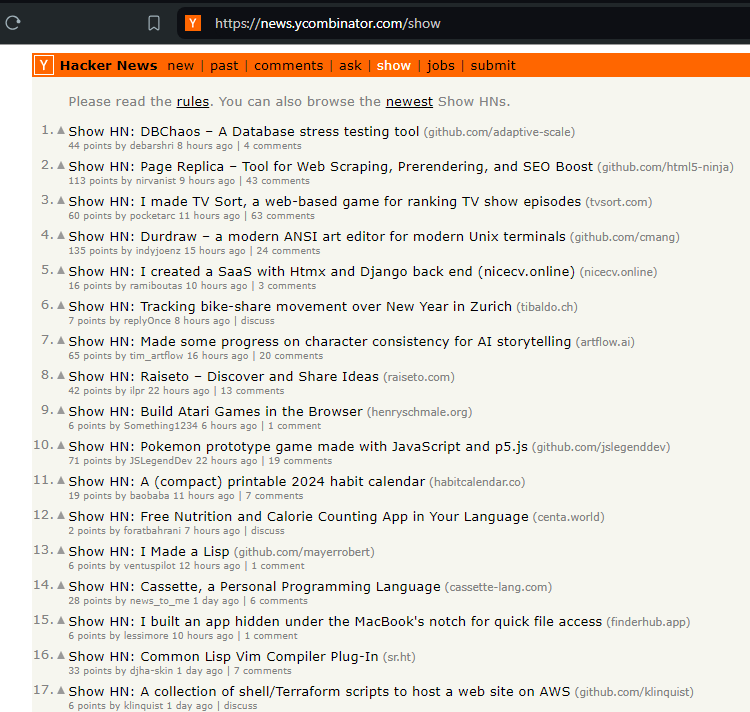 https://news.ycombinator.com/show
Y Hacker News new | past | comments | ask | show | jobs | submit
Please read the rules. You can also browse the newest Show HNs.
1. Show HN: DBChaos – A Database stress testing tool (github.com/adaptive-scale)
44 points by debarshri 8 hours ago | 4 comments
2. Show HN: Page Replica – Tool for Web Scraping, Prerendering, and SEO Boost (github.com/html5-ninja)
113 points by nirvanist 9 hours ago | 43 comments
3. Show HN: I made TV Sort, a web-based game for ranking TV show episodes (tvsort.com)
60 points by pocketarc 11 hours ago | 63 comments
4. Show HN: Durdraw – a modern ANSI art editor for modern Unix terminals (github.com/cmang)
135 points by indyjoenz 15 hours ago | 24 comments
5. Show HN: I created a SaaS with Htmx and Django back end (nicecv.online) (nicecv.online)
16 points by ramiboutas 10 hours ago | 3 comments
6. Show HN: Tracking bike-share movement over New Year in Zurich (tibaldo.ch)
7 points by replyOnce 8 hours ago | discuss
7. Show HN: Made some progress on character consistency for AI storytelling (artflow.ai)
65 points by tim_artflow 16 hours ago | 20 comments
8. Show HN: Raiseto – Discover and Share Ideas (raiseto.com)
42 points by ilpr 22 hours ago | 13 comments
9. Show HN: Build Atari Games in the Browser (henryschmale.org)
6 points by Something1234 6 hours ago | 1 comment
10. Show HN: Pokemon prototype game made with JavaScript and p5.js (github.com/jslegenddev)
71 points by JSLegendDev 22 hours ago | 19 comments
11. Show HN: A (compact) printable 2024 habit calendar (habitcalendar.co)
19 points by baobaba 11 hours ago | 7 comments
12. Show HN: Free Nutrition and Calorie Counting App in Your Language (centa.world)
2 points by foratbahrani 7 hours ago | discuss
13. Show HN: I Made a Lisp (github.com/mayerrobert)
6 points by ventuspilot 12 hours ago | 1 comment
14. Show HN: Cassette, a Personal Programming Language (cassette-lang.com)
28 points by news_to_me 1 day ago | 6 comments
15. Show HN: I built an app hidden under the MacBook's notch for quick file access (finderhub.app)
6 points by lessimore 10 hours ago | 1 comment
16. Show HN: Common Lisp Vim Compiler Plug-In (sr.ht)
33 points by djha-skin 1 day ago | 7 comments
17. Show HN: A collection of shell/Terraform scripts to host a web site on AWS (github.com/klinquist)
6 points by klinquist 1 day ago | discuss